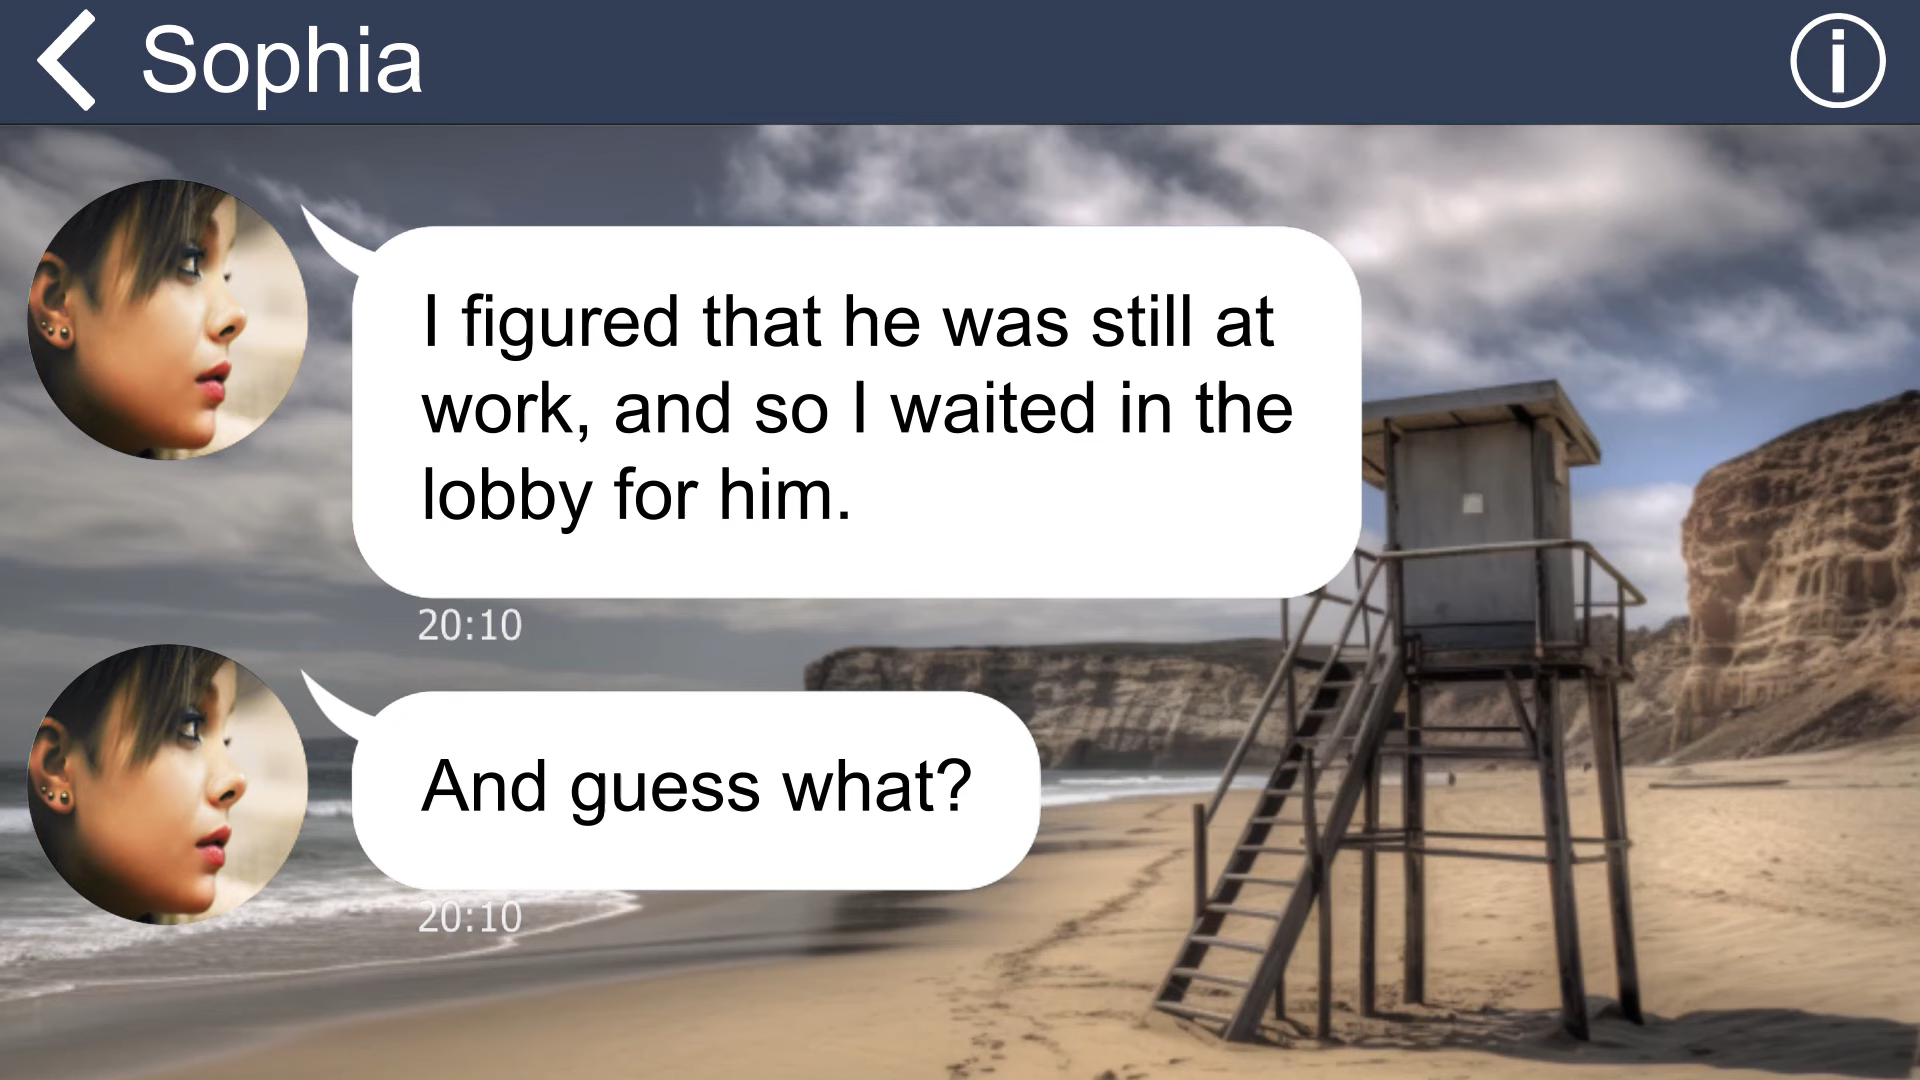 Sophia
I figured that he was still at
work, and so I waited in the
lobby for him.
20:10
And guess what?
20:10